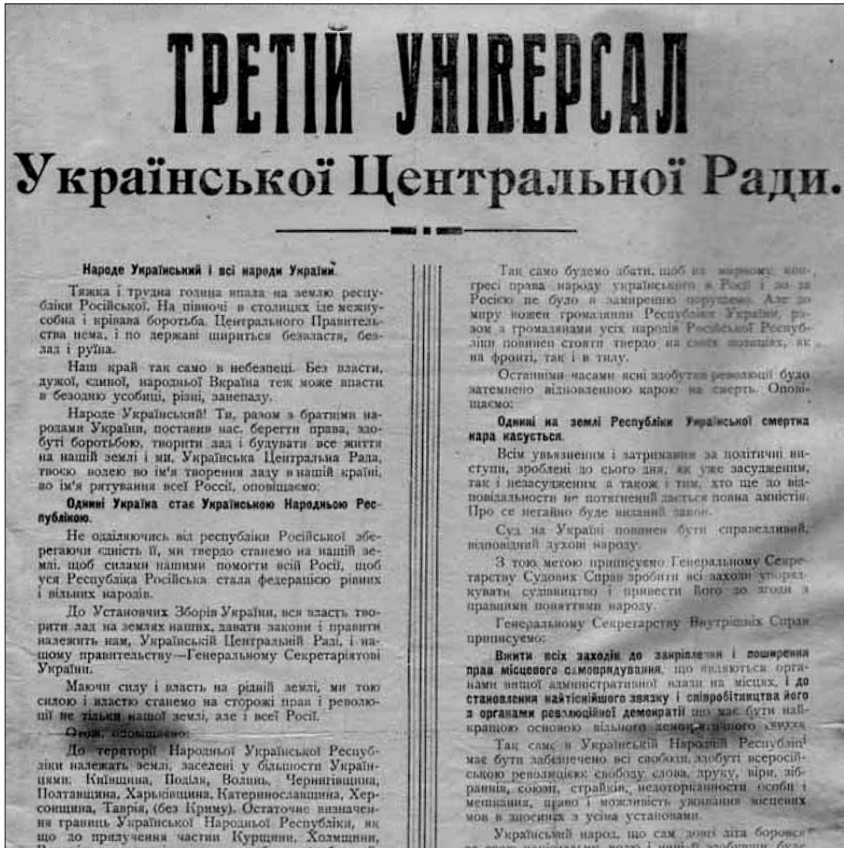 ТРЕТІЙ УНІВЕРСАЛ
Української Центральної Ради.
Народе Український і всі народи України.
Тяжка і трудна година впала на землю респу-
бліки Російської. На півночі в столицях іде межиу-
собна і крівава боротьба. Центрального Правитель-
ства нема, і по державі шириться безвластя, без-
лад і руїна.
Наш край так само в небезпеці. Без власти,
дужої, єдиної, народньої Вкраїна теж може впасти
в безодню усобиці, різні, занепаду.
Народе Український! Ти, разом з братніми на-
родами України, поставив нас, берегти права, здо-
буті боротьбою, творити лад і будувати все життя
на нашій землі і ми, Українська Центральна Рада,
твоєю волею во ім'я творення ладу в нашій країні,
во ім'я рятування всеї Россії, оповіщаємо:
Однині Україна стає Українською Народньою Рес-
публікою.
Не одділяючись від республіки Російської збе-
регаючи єдність її, ми твердо станемо на нашій зе-
млі, щоб силами нашими помогти всій Росії, щоб
уся Республіка Російська стала федерацією рівних
і вільних народів.
До Установчих Зборів України, вся власть тво-
рити лад на землях наших, давати закони і правити
належить нам, Українській Центральній Раді, і на-
шому правительству—Генеральному Секретаріятові
України.
Маючи силу і власть на рідній землі, ми тою
силою і властю станемо на сторожі прав і револю-
ції не тільки нашої землі, але і всеї Росії.
Отож, оповіщаємо:
До території Народньої Української Респуб-
ліки належать землі, заселені у більшости Україн-
цями: Київщина, Поділя, Волинь, Чернигівщина,
Полтавщина, Харьківщина, Катеринославщина, Хер-
сонщина, Таврія, (без Криму). Остаточне визначен-
ня границь Української Народньої Республіки, як
що до прилучення частин Курщини, Холмщини,
Так само будемо збати, щоб на мирному кон-
гресі права народу українського в Росії і по за
Росією не було в замиренню порушено. Але до
миру кожен громадянин Республіки України, ра-
зом з громадянами усіх народів Російської Респуб-
ліки повинен стояти твердо на своїх позиціях, як
на фронті, так і в тилу.
Останніми часами ясні здобутки революції було
затемнено відновленною карою на смерть. Опові-
щаємо:
Однині на землі Республіки Української смертна
кара касується.
Всім увьязненим і затриманим за політичні ви-
ступи, зроблені до сього дня, як уже засудженим,
так і незасудженим а також і тим, хто ще до від-
повідальности не потягнений дається повна амністія.
Про се негайно буде виданий закон.
Суд на Україні повинен бути справедливий,
відповідний духові народу.
З тою метою приписуємо Генеральному Секре-
тарству Судових Справ зробити всі заходи упоряд-
кувати судівництво і привести його до згоди з
правними поняттями народу.
Генеральному Секретарству Внутрішніх Справ
приписуємо:
Вжити всіх заходів до закріплення і поширення
прав місцевого самоврядування, що являються орга-
нами вищої адміністративної влади на місцях, і до
становлення найтіснійшого звязку і співробітництва його
з органами революційної демократії що має бути най-
кращою основою вільного демократичного життя.
Так само в Українській Народній Республіці
має бути забезпечено всі свободи, здобуті всеросій-
ською революцією: свободу слова, друку, віри, зіб-
раннів, союзів, страйків, недоторканности особи і
мешкання, право і можливість уживання місцевих
мов в зносинах з усіма установами.
Український народ, що сам довгі літа боровся